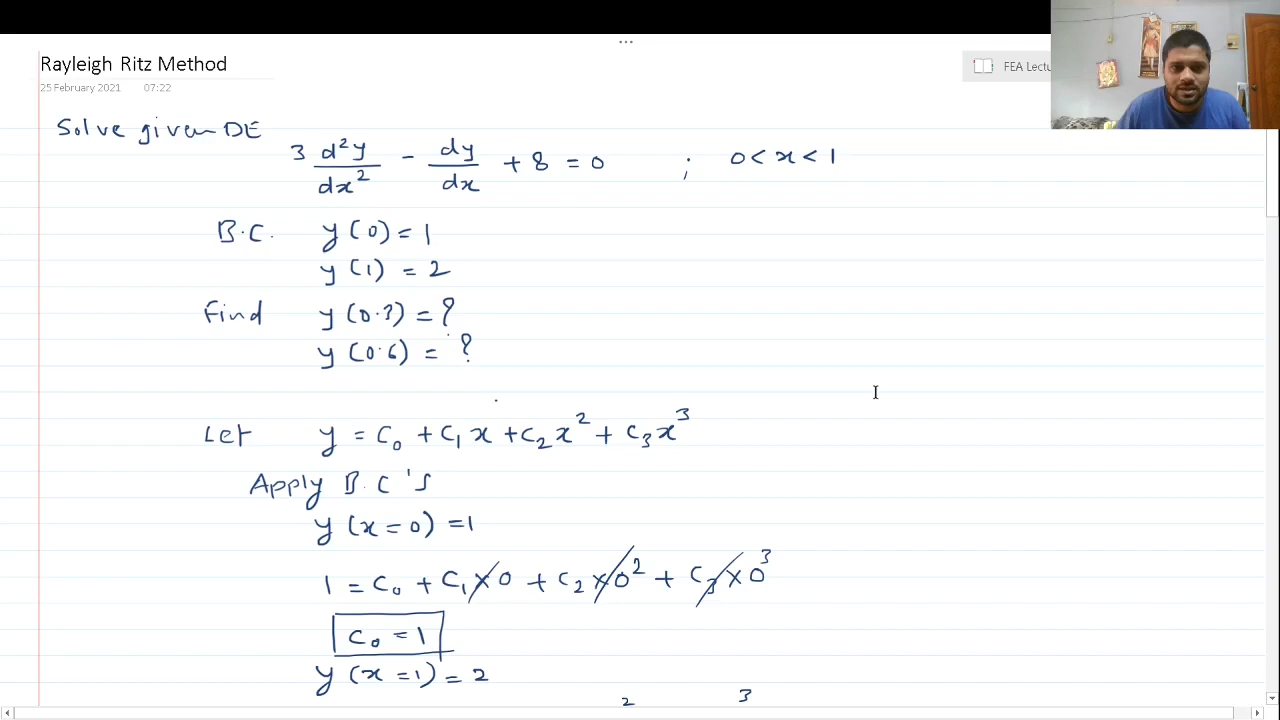 Rayleigh Ritz Method
25 February 2021 07:22
FEA Lectu
Solve given DE
3 d²y/dx² - dy/dx + 8 = 0 ; 0 < x < 1
B.C. y(0) = 1
y(1) = 2
Find y(0.3) = ?
y(0.6) = ?
Let y = C₀ + C₁x + C₂x² + C₃x³
Apply B.C's
y(x=0) = 1
1 = C₀ + C₁×0 + C₂×0² + C₃×0³
C₀ = 1
y(x=1) = 2
2 3